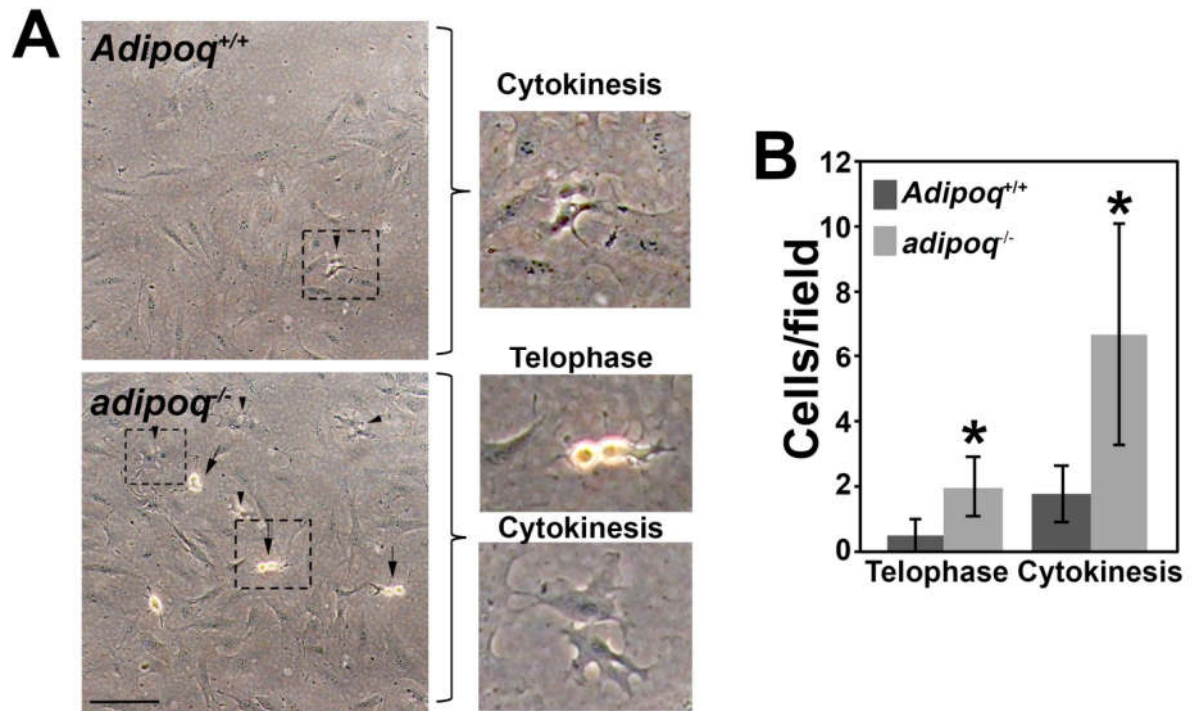 A
Adipoq+/+
Cytokinesis
adipoq-/-
Telophase
Cytokinesis
B
Cells/field
12
10
8
6
4
2
0
Adipoq+/+
adipoq-/-
*
*
Telophase Cytokinesis